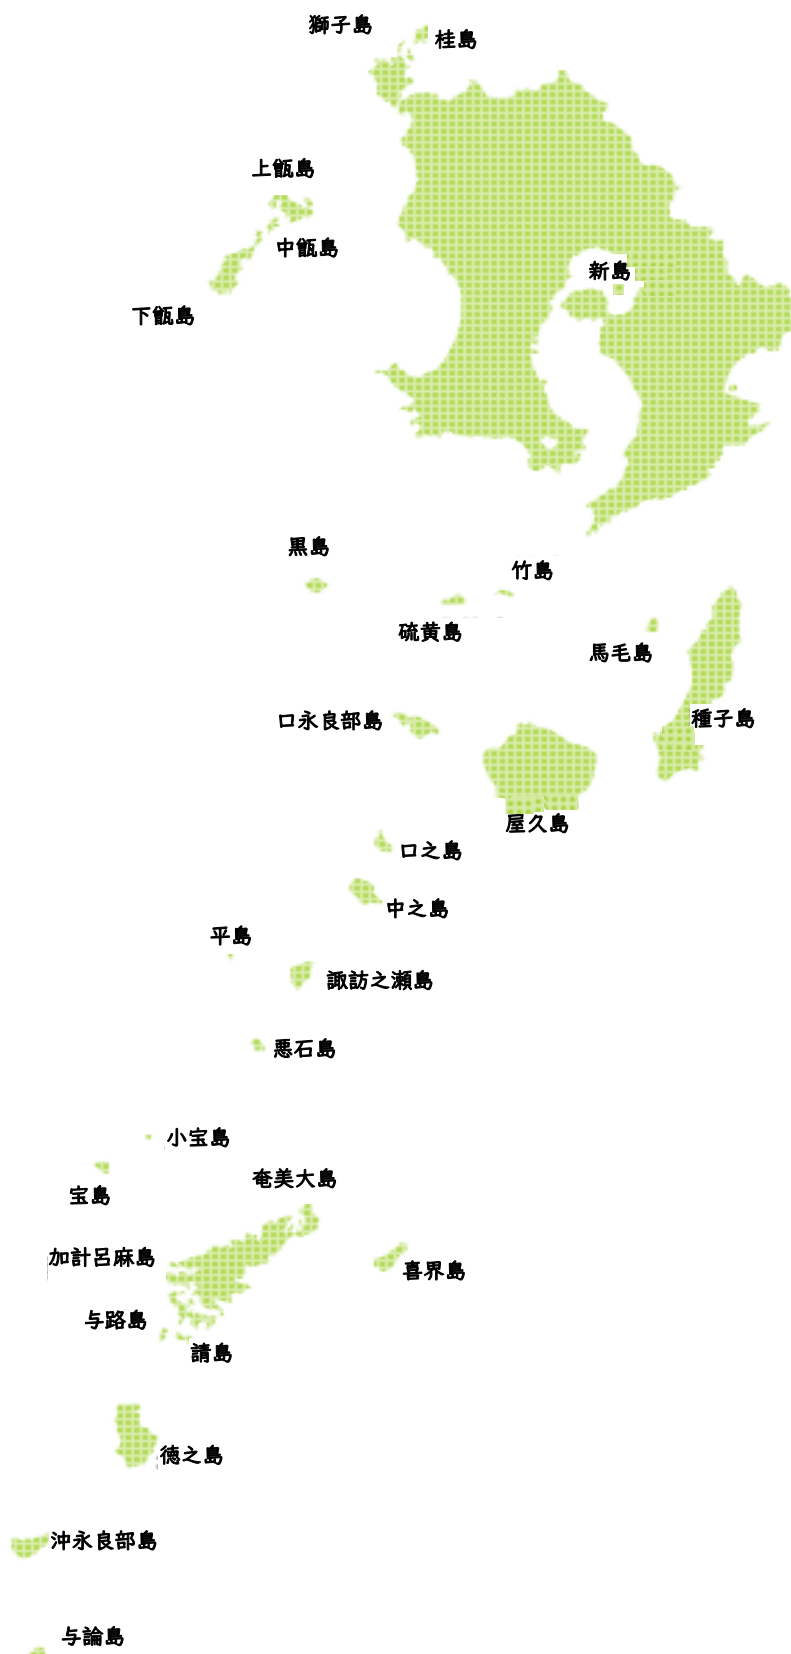 獅子島
桂島
上甑島
中甑島
新島
下甑島
黒島
竹島
硫黄島
馬毛島
口永良部島
種子島
屋久島
口之島
中之島
平島
諏訪之瀬島
悪石島
小宝島
奄美大島
宝島
加計呂麻島
喜界島
与路島
請島
徳之島
沖永良部島
与論島